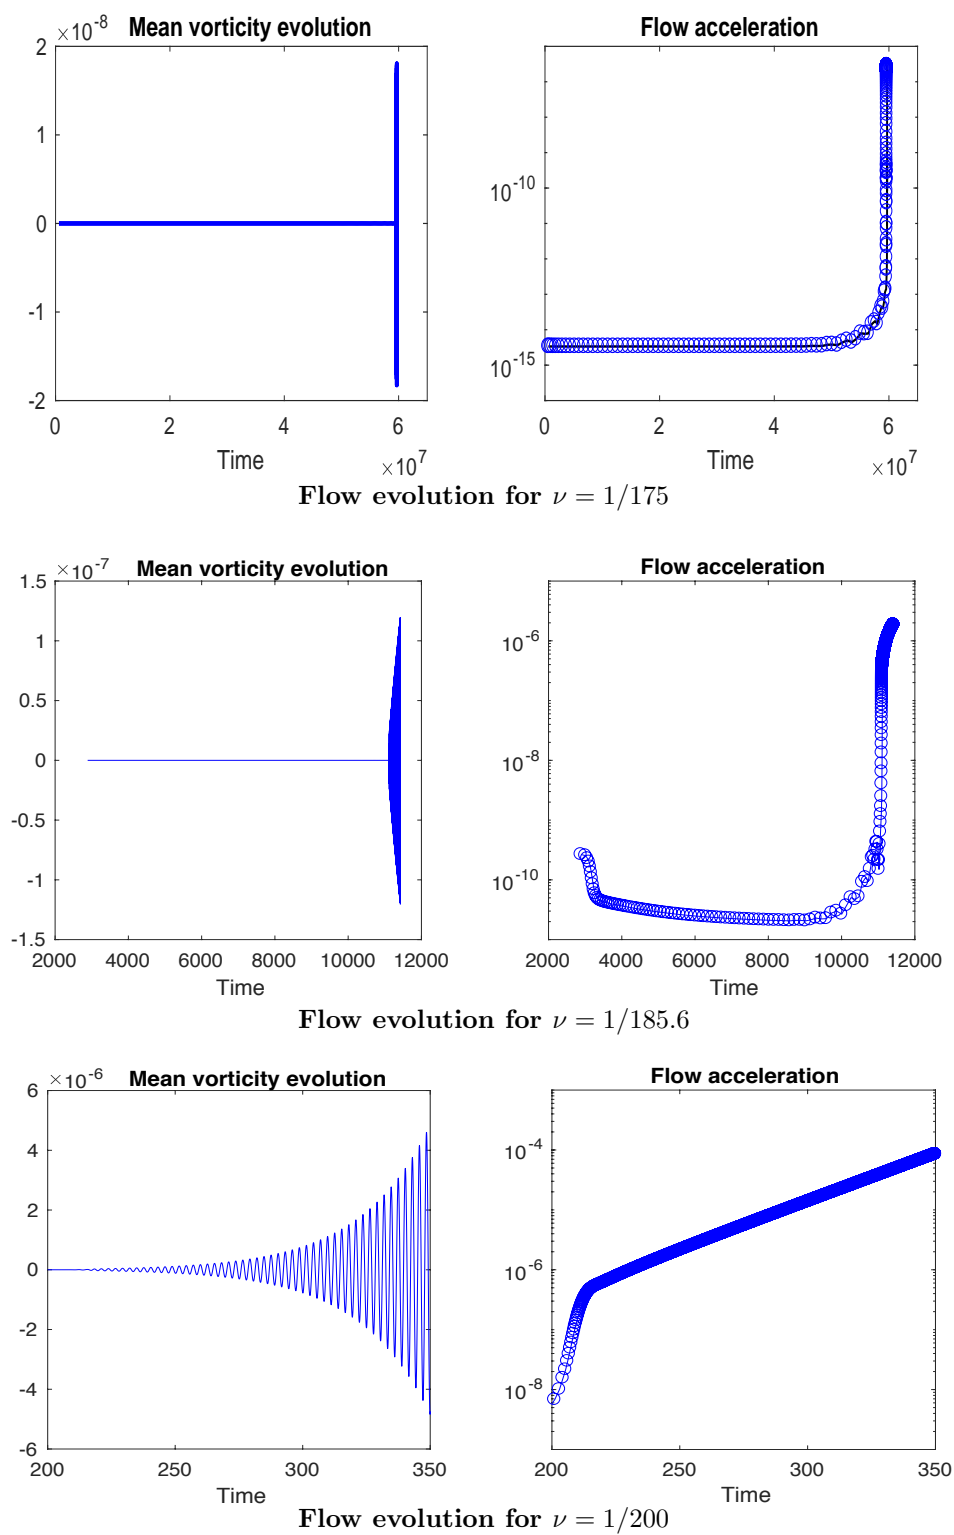 Mean vorticity evolution
×10^-8
2
1
0
-1
-2
0 2 4 6
Time
×10^7
Flow acceleration
10^-10
10^-15
0 2 4 6
Time
×10^7
Flow evolution for ν = 1/175
Mean vorticity evolution
×10^-7
1.5
1
0.5
0
-0.5
-1
-1.5
2000 4000 6000 8000 10000 12000
Time
Flow acceleration
10^-6
10^-8
10^-10
2000 4000 6000 8000 10000 12000
Time
Flow evolution for ν = 1/185.6
Mean vorticity evolution
×10^-6
6
4
2
0
-2
-4
-6
200 250 300 350
Time
Flow acceleration
10^-4
10^-6
10^-8
200 250 300 350
Time
Flow evolution for ν = 1/200